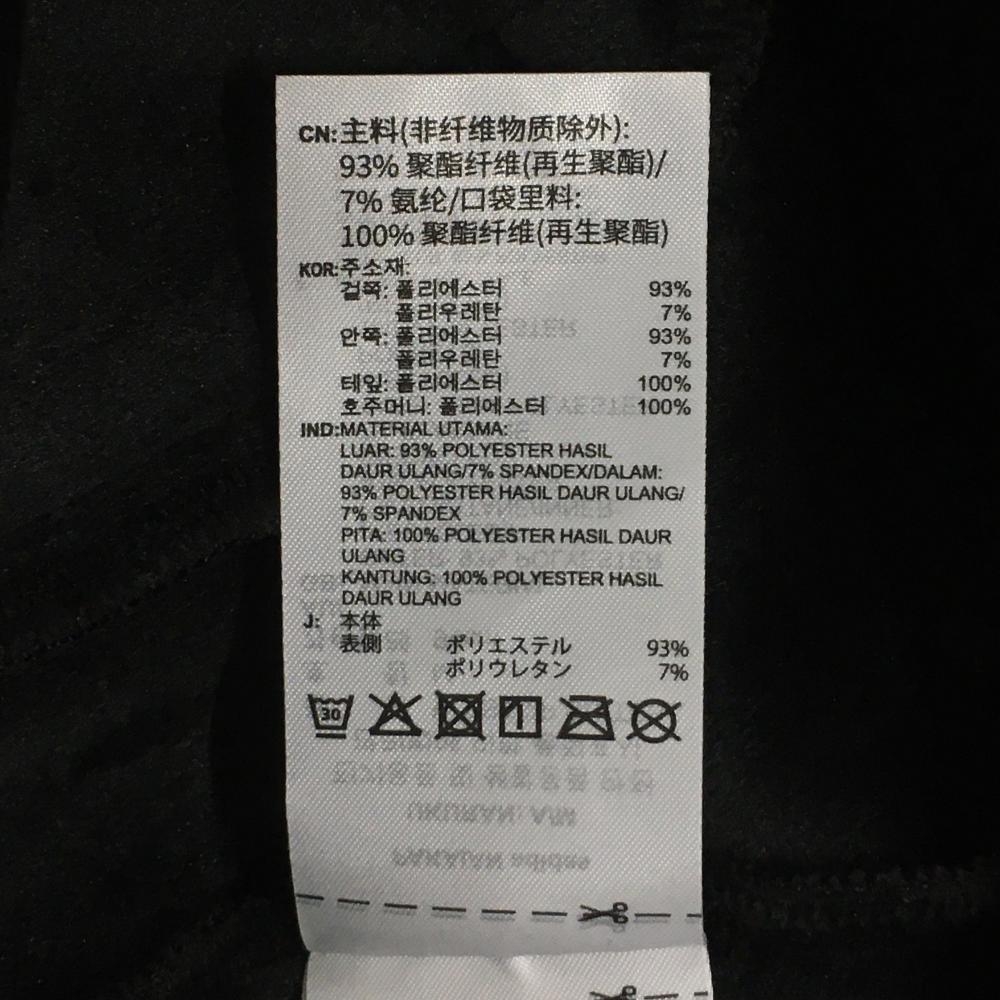 CN:主料(非纤维物质除外):
93% 聚酯纤维(再生聚酯)/
7% 氨纶/口袋里料:
100% 聚酯纤维(再生聚酯)
KOR:주소재:
겉쪽: 폴리에스터 93%
폴리우레탄 7%
안쪽: 폴리에스터 93%
폴리우레탄 7%
테잎: 폴리에스터 100%
호주머니: 폴리에스터 100%
IND:MATERIAL UTAMA:
LUAR: 93% POLYESTER HASIL
DAUR ULANG/7% SPANDEX/DALAM:
93% POLYESTER HASIL DAUR ULANG/
7% SPANDEX
PITA: 100% POLYESTER HASIL DAUR
ULANG
KANTUNG: 100% POLYESTER HASIL
DAUR ULANG
J: 本体
表側 ポリエステル 93%
ポリウレタン 7%
30
UKURAN: A/M
PAKAIAN adidas